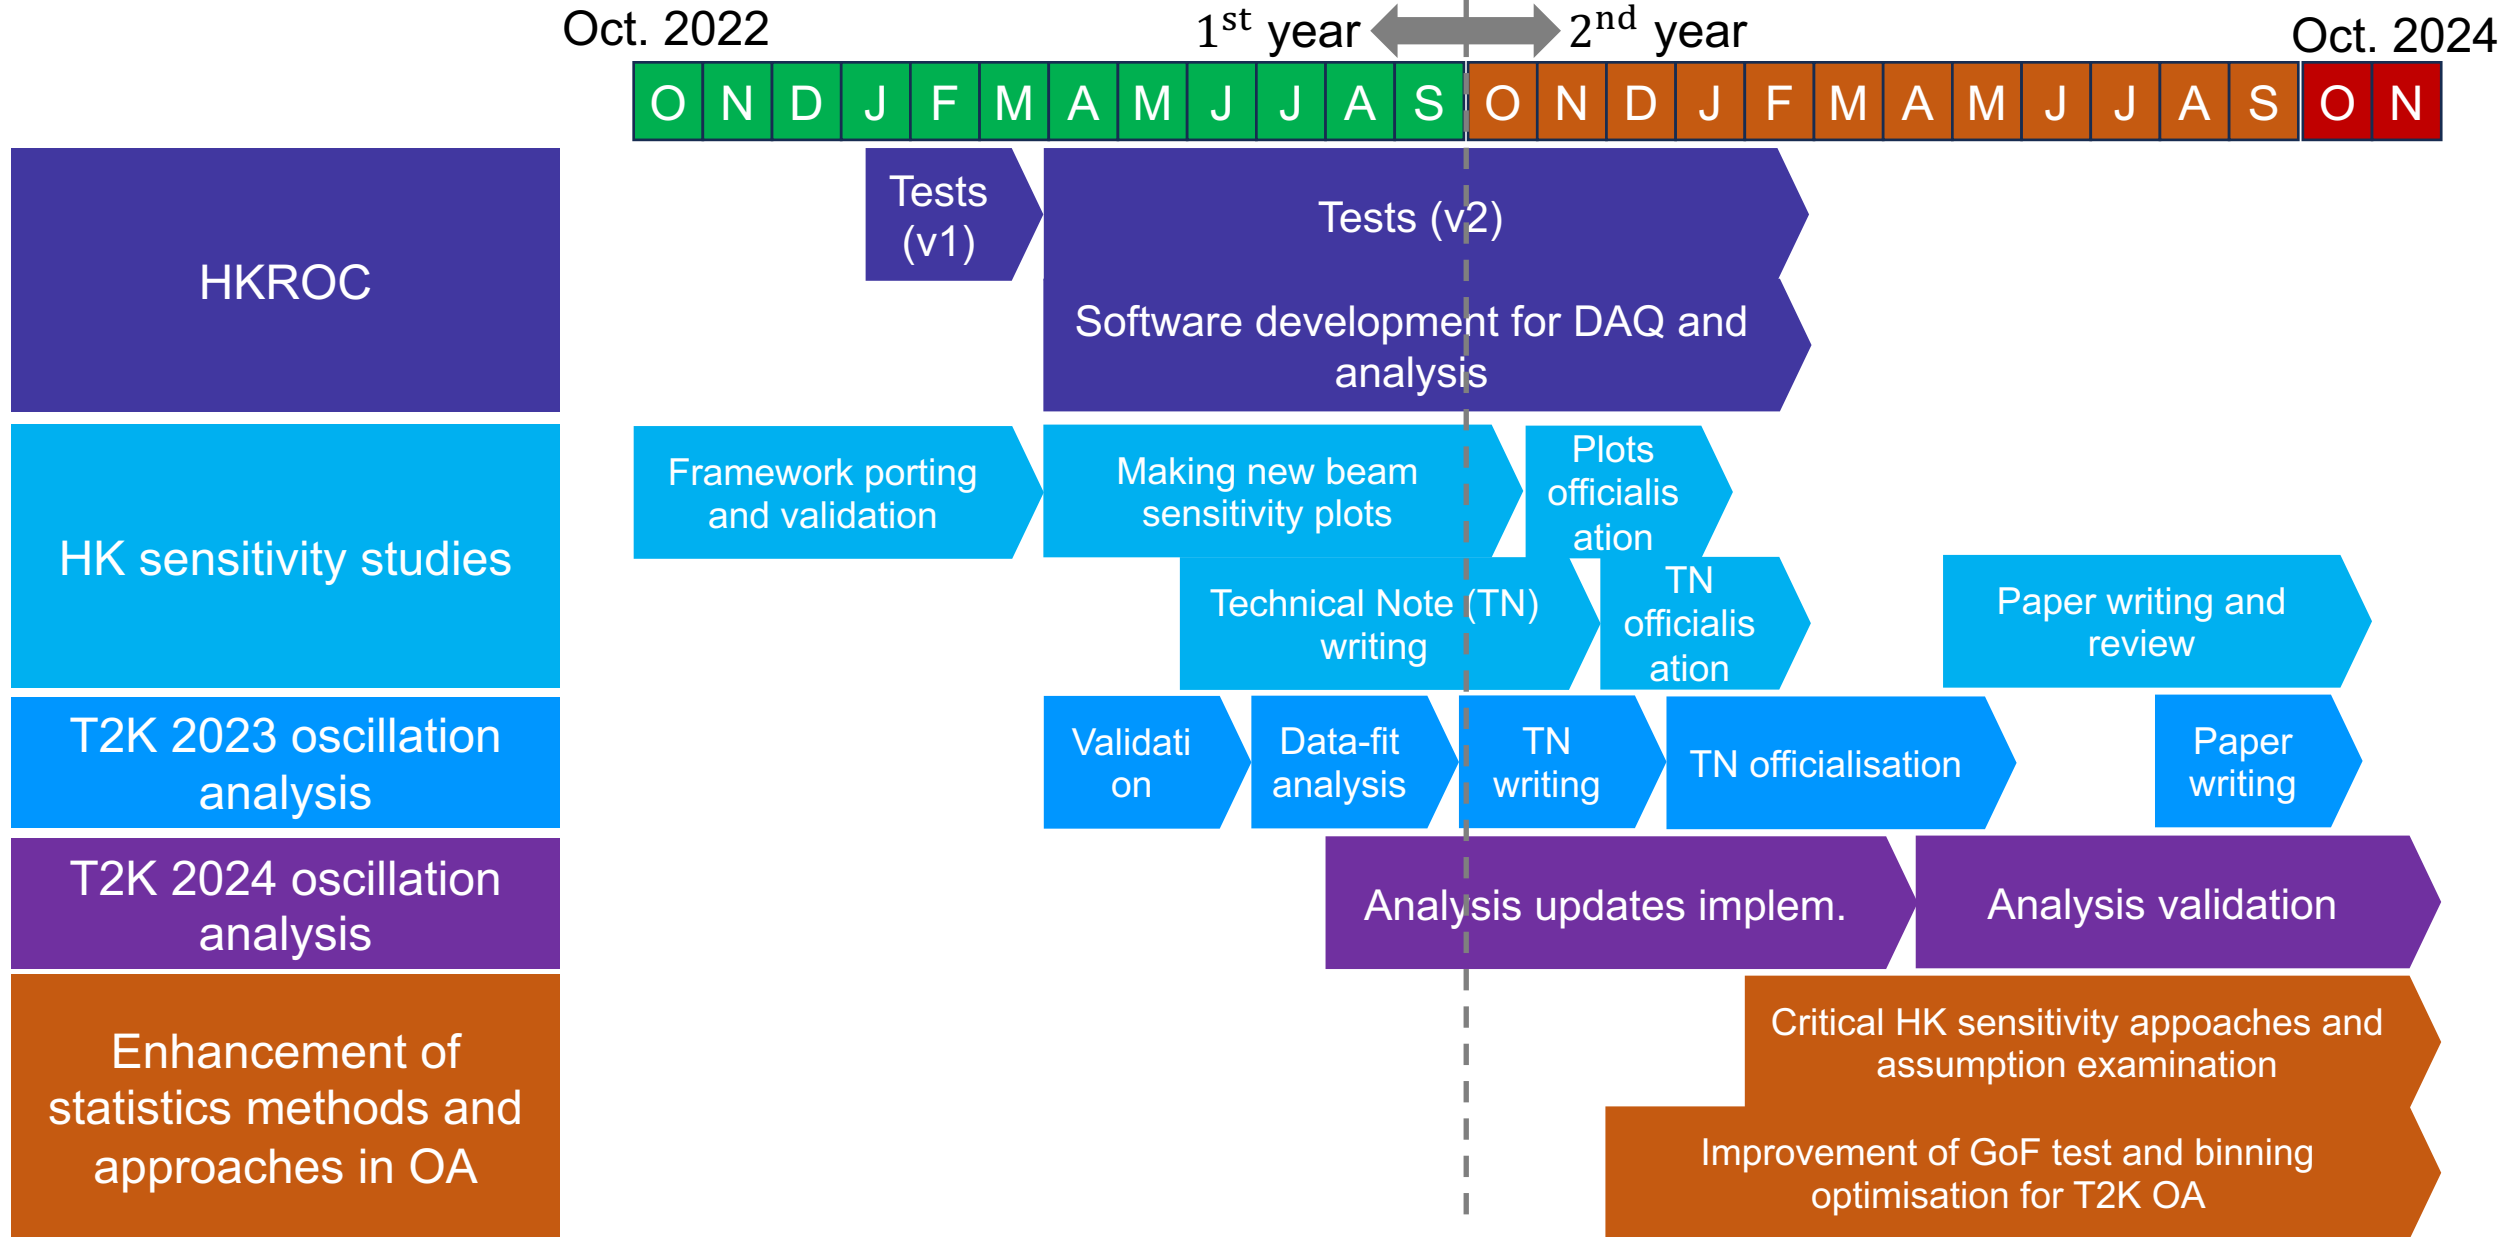 Oct. 2022
1st year
2nd year
Oct. 2024
O N D J F M A M J J A S O N D J F M A M J J A S O N
HKROC
Tests
(v1)
Tests (v2)
Software development for DAQ and
analysis
HK sensitivity studies
Framework porting
and validation
Making new beam
sensitivity plots
Plots
officialis
ation
Technical Note (TN)
writing
TN
officialis
ation
Paper writing and
review
T2K 2023 oscillation
analysis
Validati
on
Data-fit
analysis
TN
writing
TN officialisation
Paper
writing
T2K 2024 oscillation
analysis
Analysis updates implem.
Analysis validation
Enhancement of
statistics methods and
approaches in OA
Critical HK sensitivity appoaches and
assumption examination
Improvement of GoF test and binning
optimisation for T2K OA